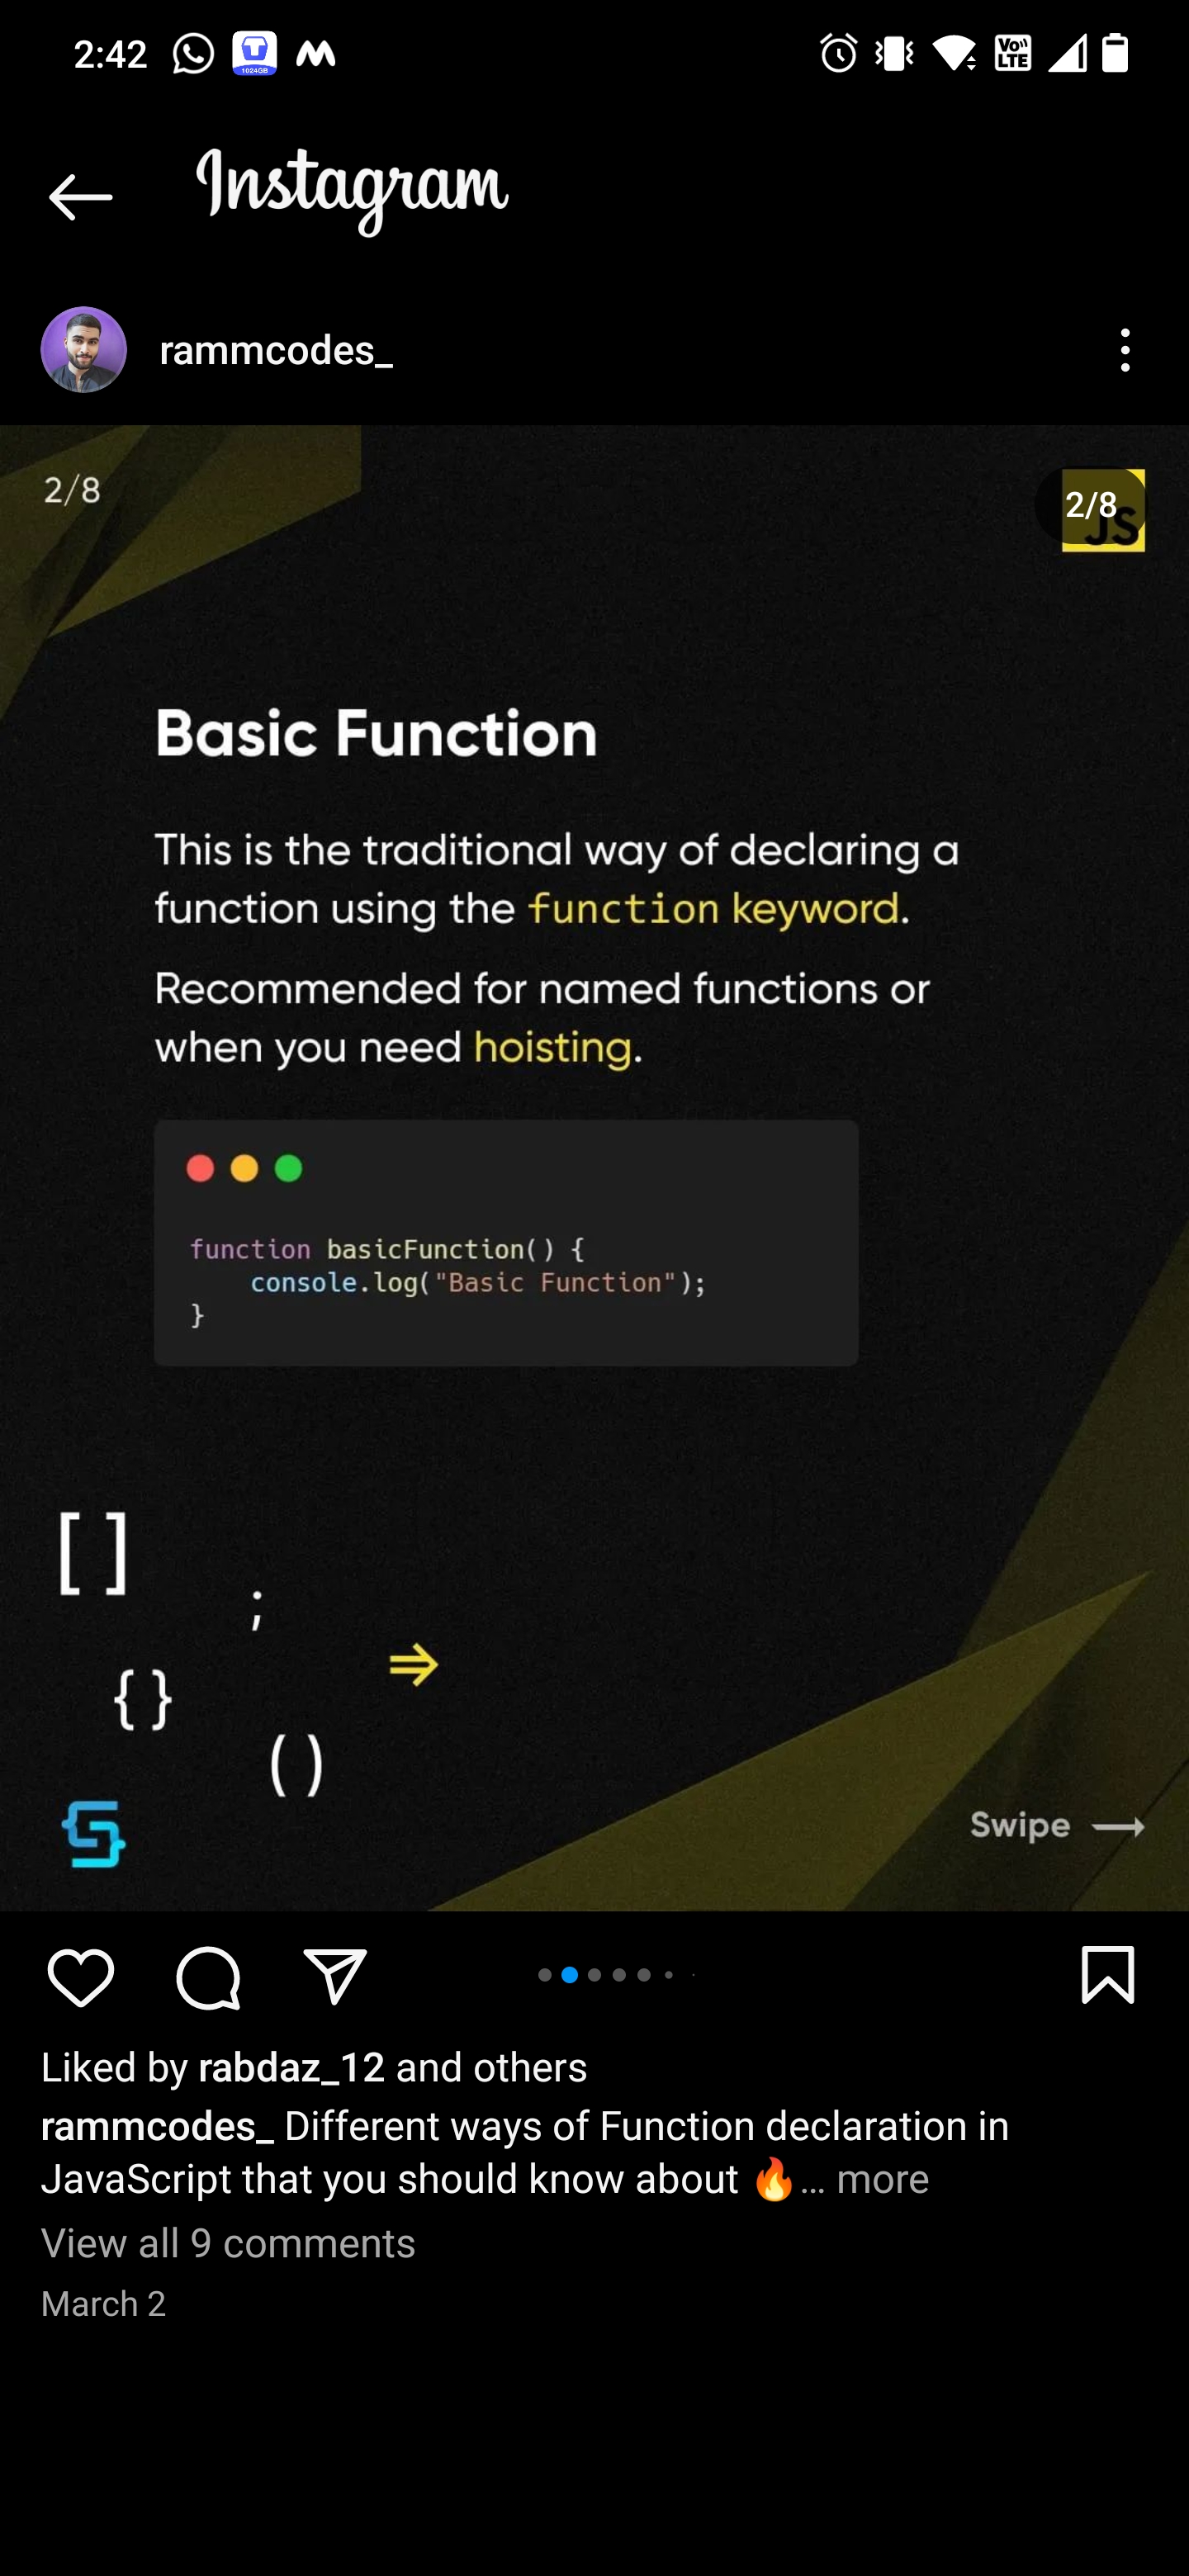 2:42
1024GB
Vo)) LTE
Instagram
rammcodes_
2/8
2/8
JS
Basic Function
This is the traditional way of declaring a
function using the function keyword.
Recommended for named functions or
when you need hoisting.
function basicFunction() {
    console.log("Basic Function");
}
[ ]
;
{ }
( )
Swipe
Liked by rabdaz_12 and others
rammcodes_ Different ways of Function declaration in
JavaScript that you should know about 🔥... more
View all 9 comments
March 2